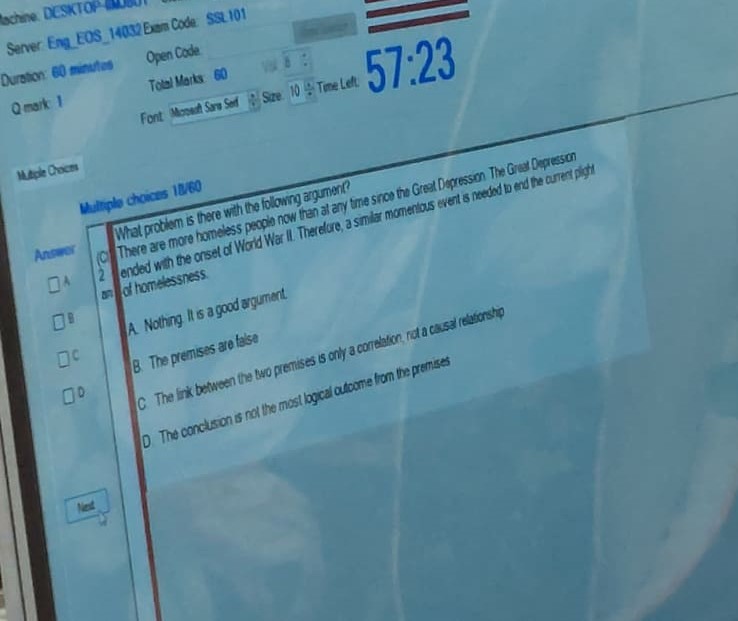 Machine: DESKTOP
Server: Eng_EOS_14032 Exam Code: SSL101
Duration: 60 minutes Open Code:
Q mark: 1 Total Marks: 60
Font: Microsoft Sans Serif Size: 10 Time Left: 57:23
Multiple Choices
Multiple choices 18/60
Answer
What problem is there with the following argument?
There are more homeless people now than at any time since the Great Depression. The Great Depression
ended with the onset of World War II. Therefore, a similar momentous event is needed to end the current plight
of homelessness.
A. Nothing. It is a good argument.
B. The premises are false
C. The link between the two premises is only a correlation, not a causal relationship
D. The conclusion is not the most logical outcome from the premises
A
B
C
D
Next